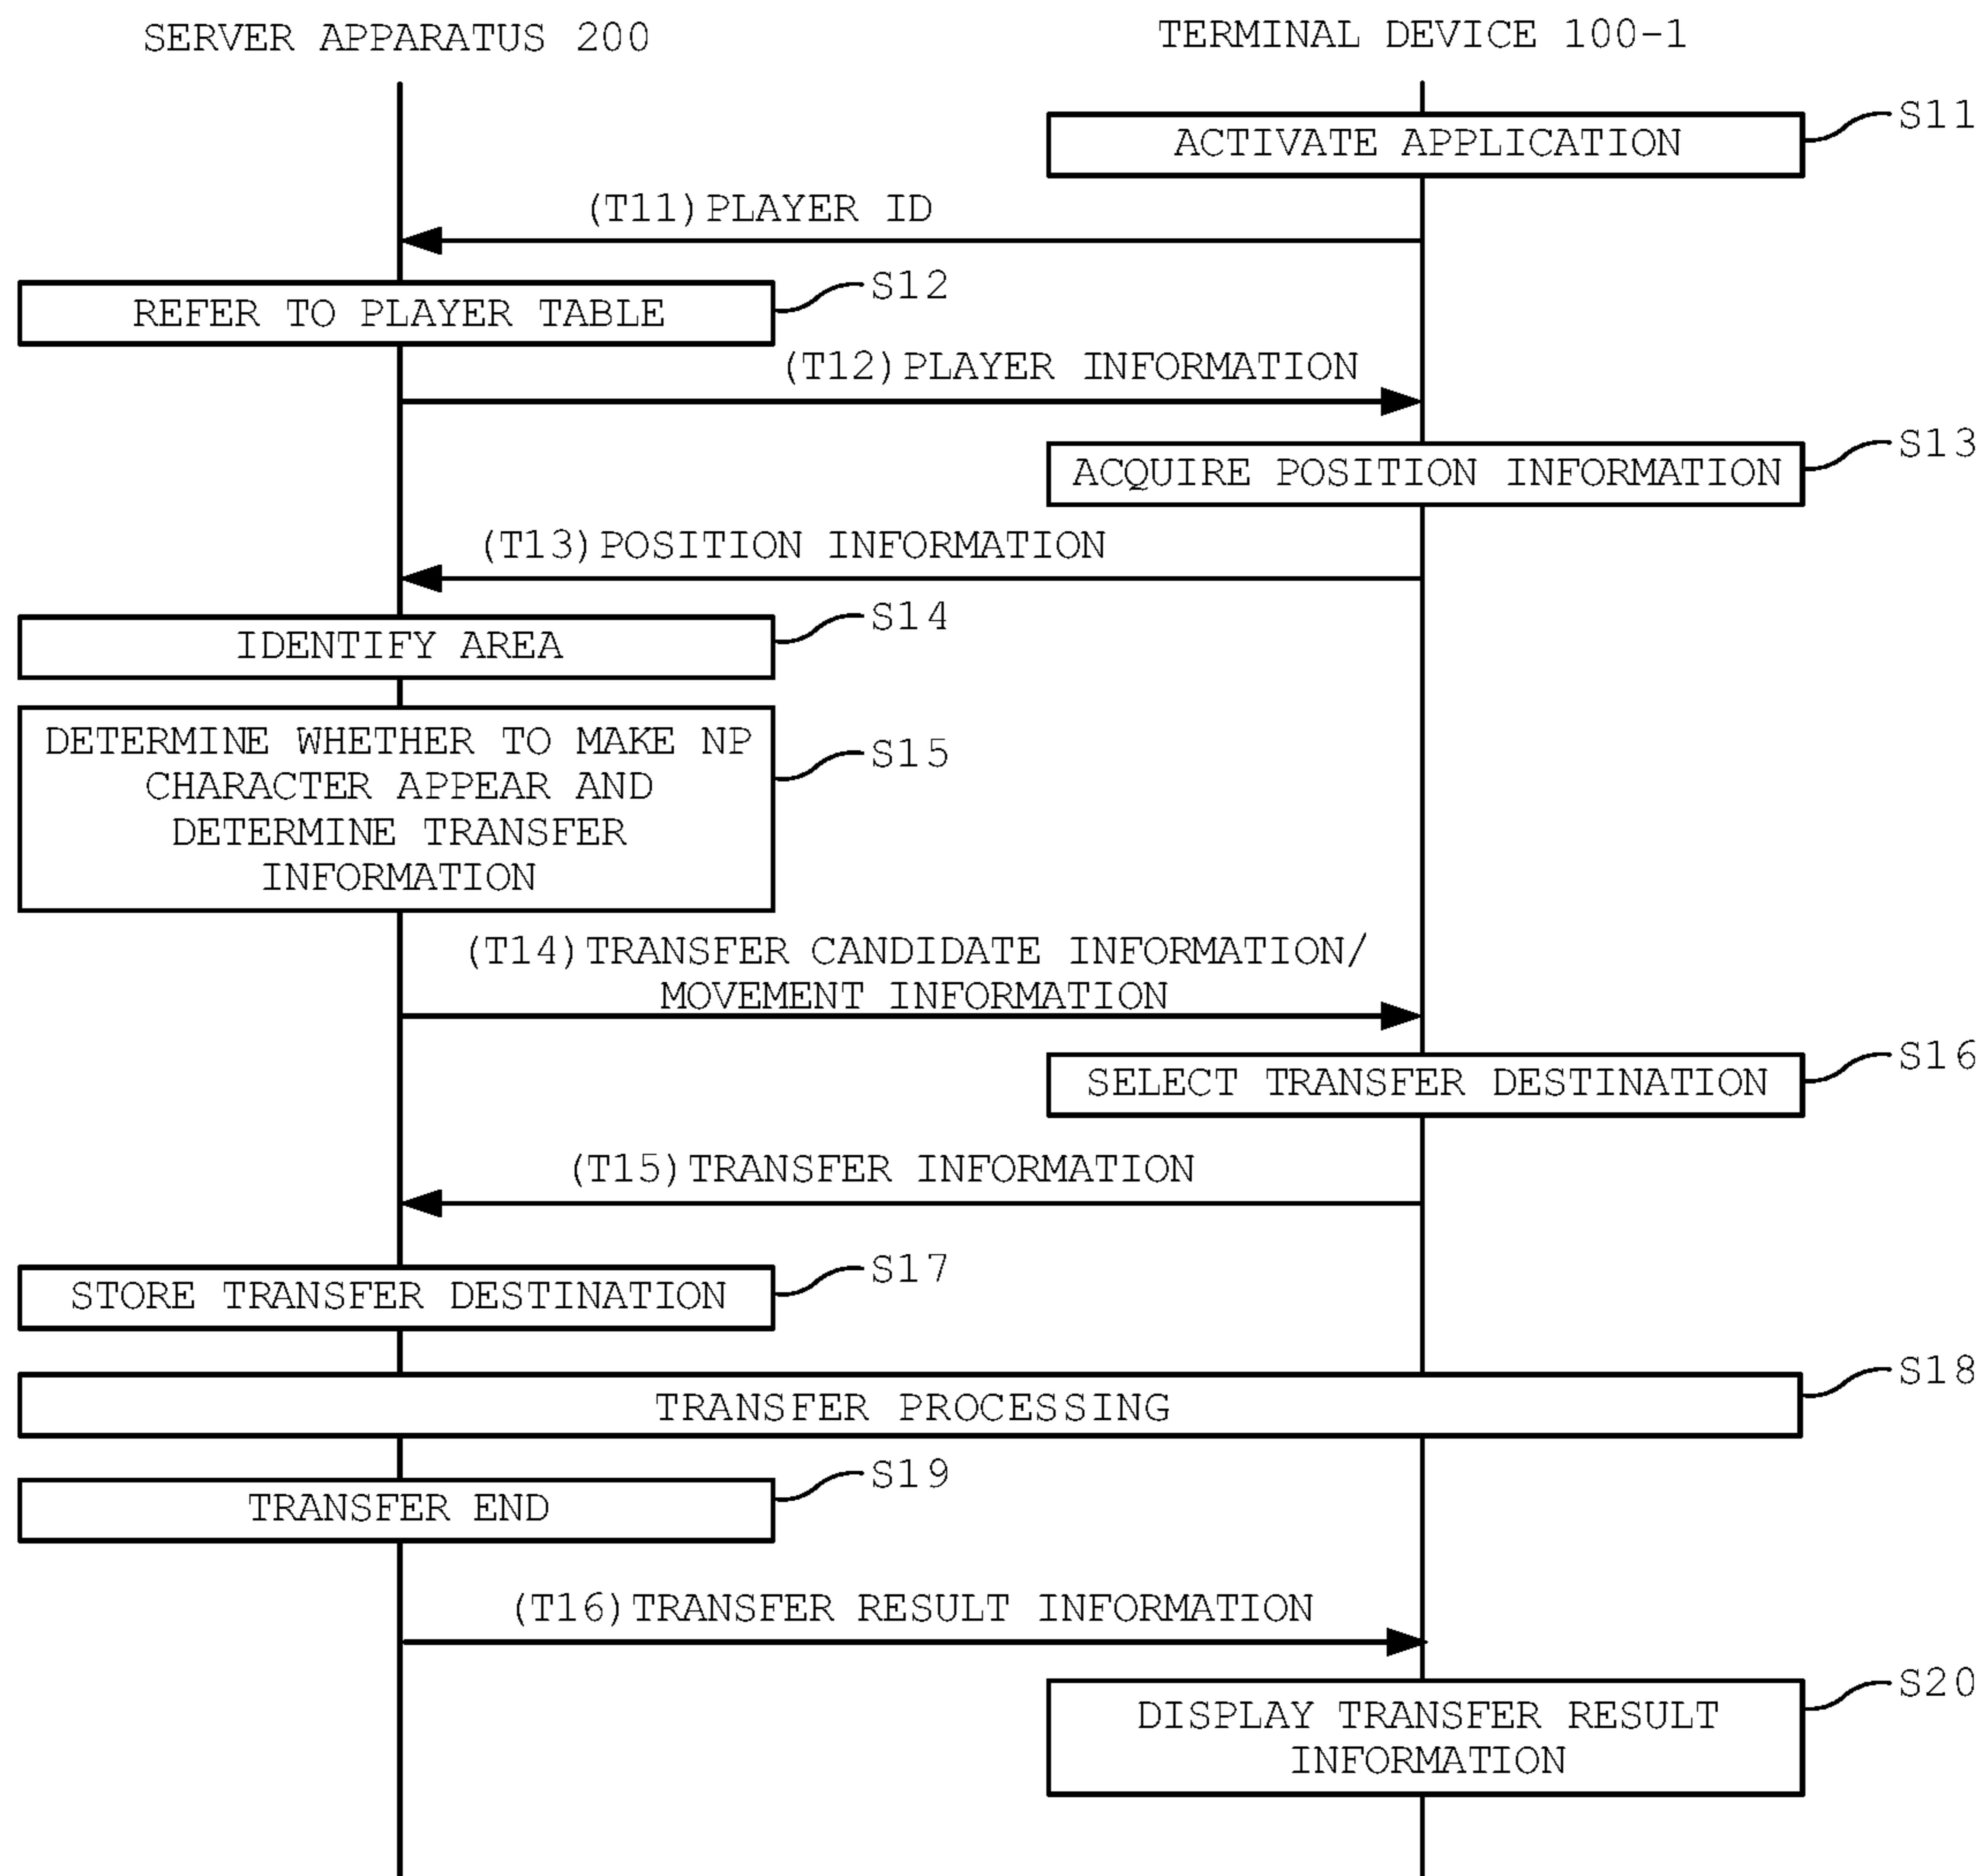 SERVER APPARATUS 200
TERMINAL DEVICE 100-1
ACTIVATE APPLICATION
S11
(T11)PLAYER ID
REFER TO PLAYER TABLE
S12
(T12)PLAYER INFORMATION
ACQUIRE POSITION INFORMATION
S13
(T13)POSITION INFORMATION
IDENTIFY AREA
S14
DETERMINE WHETHER TO MAKE NP
CHARACTER APPEAR AND
DETERMINE TRANSFER
INFORMATION
S15
(T14)TRANSFER CANDIDATE INFORMATION/
MOVEMENT INFORMATION
SELECT TRANSFER DESTINATION
S16
(T15)TRANSFER INFORMATION
STORE TRANSFER DESTINATION
S17
TRANSFER PROCESSING
S18
TRANSFER END
S19
(T16)TRANSFER RESULT INFORMATION
DISPLAY TRANSFER RESULT
INFORMATION
S20